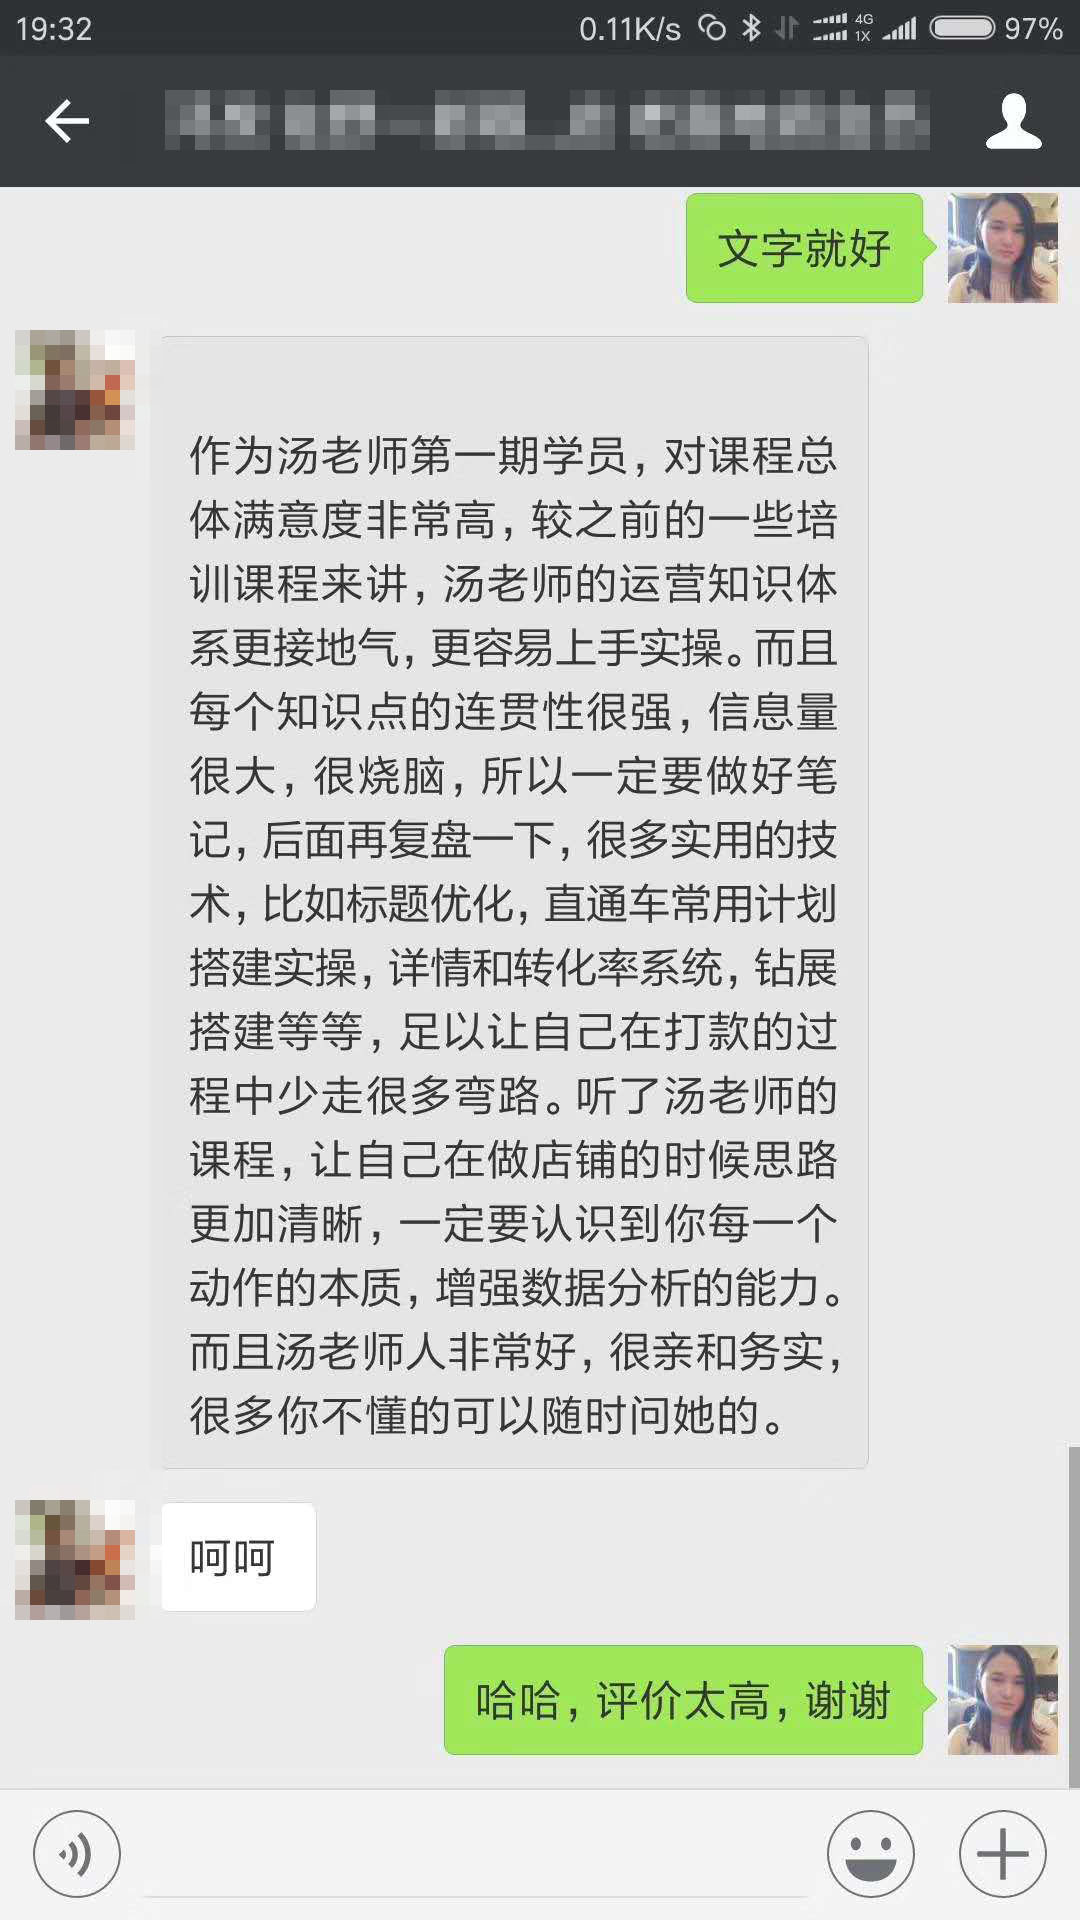 19:32
0.11K/s
4G
1X
97%
文字就好
作为汤老师第一期学员，对课程总
体满意度非常高，较之前的一些培
训课程来讲，汤老师的运营知识体
系更接地气，更容易上手实操。而且
每个知识点的连贯性很强，信息量
很大，很烧脑，所以一定要做好笔
记，后面再复盘一下，很多实用的技
术，比如标题优化，直通车常用计划
搭建实操，详情和转化率系统，钻展
搭建等等，足以让自己在打款的过
程中少走很多弯路。听了汤老师的
课程，让自己在做店铺的时候思路
更加清晰，一定要认识到你每一个
动作的本质，增强数据分析的能力。
而且汤老师人非常好，很亲和务实，
很多你不懂的可以随时问她的。
呵呵
哈哈，评价太高，谢谢